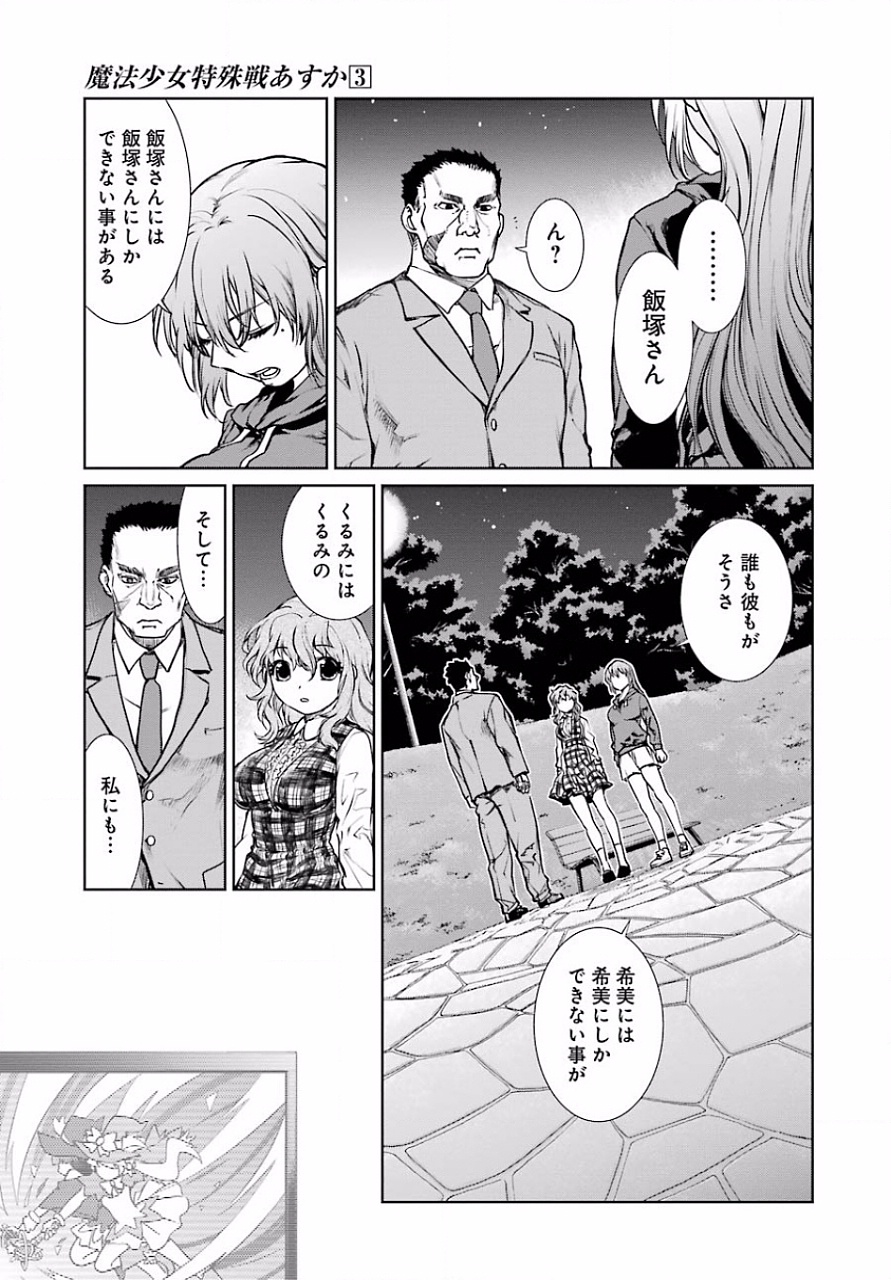 魔法少女特殊戦あすか 3
………
飯塚さん
ん?
飯塚さんには
飯塚さんにしか
できない事がある
誰も彼もが
そうさ
希美には
希美にしか
できない事が
くるみには
くるみの
そして…
私にも…